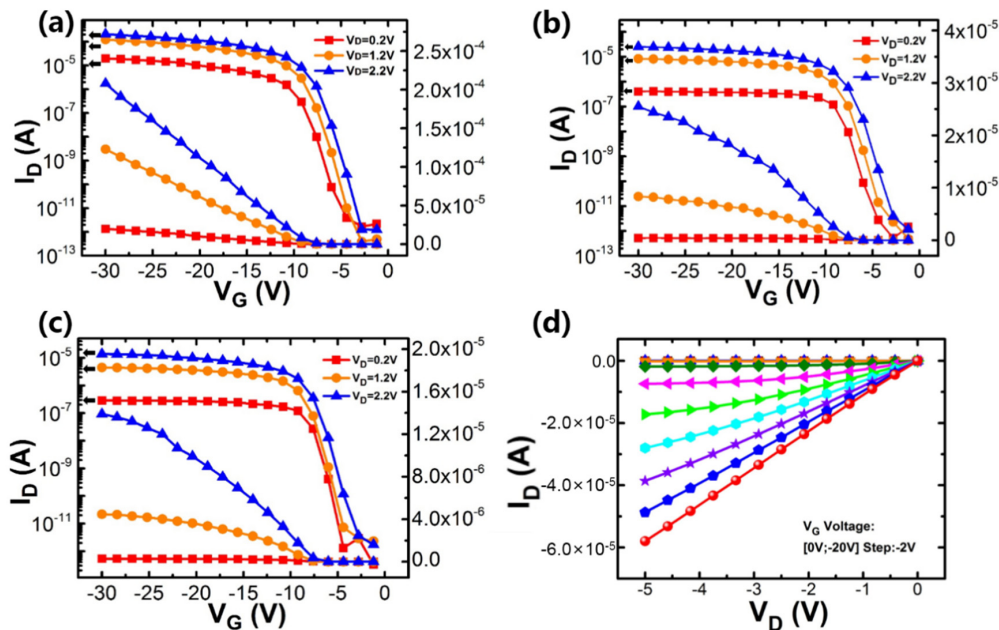 (a)
I_D (A)
10^-5
10^-7
10^-9
10^-11
10^-13
V_D=0.2V
V_D=1.2V
V_D=2.2V
2.5x10^-4
2.0x10^-4
1.5x10^-4
1.0x10^-4
5.0x10^-5
0.0
-30 -25 -20 -15 -10 -5 0
V_G (V)
(b)
I_D (A)
10^-5
10^-7
10^-9
10^-11
10^-13
V_D=0.2V
V_D=1.2V
V_D=2.2V
4x10^-5
3x10^-5
2x10^-5
1x10^-5
0
-30 -25 -20 -15 -10 -5 0
V_G (V)
(c)
I_D (A)
10^-5
10^-7
10^-9
10^-11
V_D=0.2V
V_D=1.2V
V_D=2.2V
2.0x10^-5
1.6x10^-5
1.2x10^-5
8.0x10^-6
4.0x10^-6
0.0
-30 -25 -20 -15 -10 -5 0
V_G (V)
(d)
I_D (A)
0.0
-2.0×10^-5
-4.0×10^-5
-6.0×10^-5
V_G Voltage:
[0V;-20V] Step:-2V
-5 -4 -3 -2 -1 0
V_D (V)